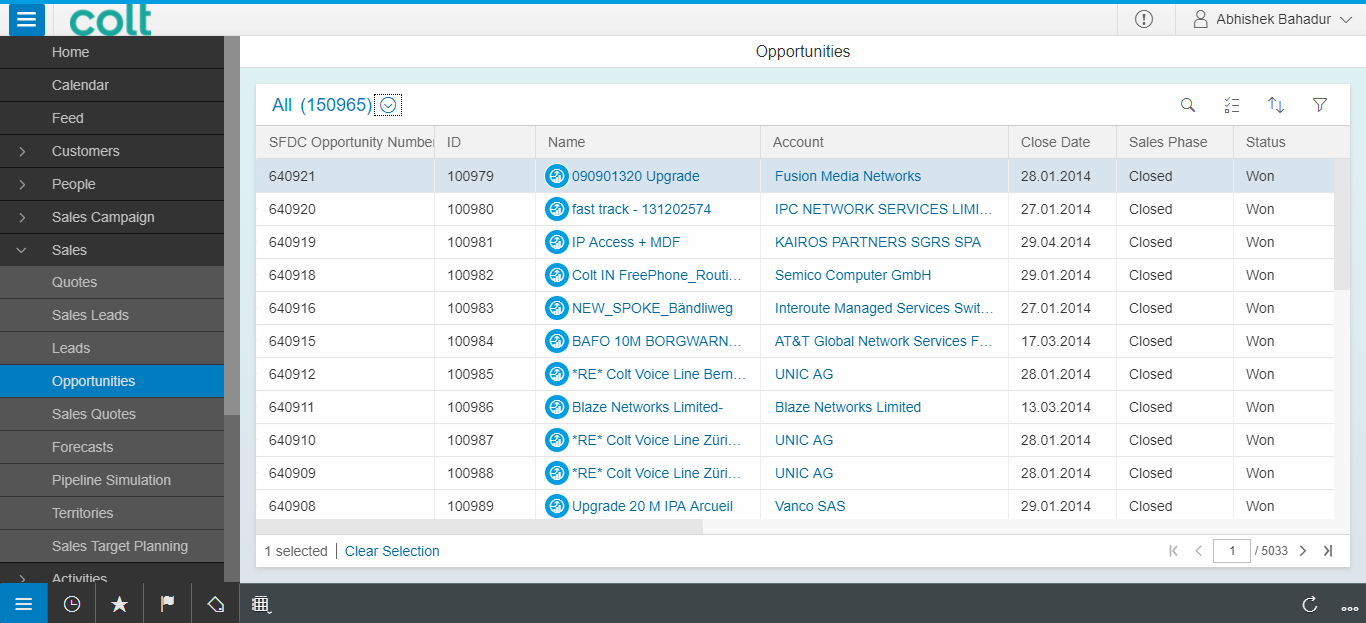 colt
Abhishek Bahadur
Home
Calendar
Feed
Customers
People
Sales Campaign
Sales
Quotes
Sales Leads
Leads
Opportunities
Sales Quotes
Forecasts
Pipeline Simulation
Territories
Sales Target Planning
Activities
Opportunities
All (150965)
SFDC Opportunity Number ID Name Account Close Date Sales Phase Status
640921 100979 090901320 Upgrade Fusion Media Networks 28.01.2014 Closed Won
640920 100980 fast track - 131202574 IPC NETWORK SERVICES LIMI... 27.01.2014 Closed Won
640919 100981 IP Access + MDF KAIROS PARTNERS SGRS SPA 29.04.2014 Closed Won
640918 100982 Colt IN FreePhone_Routi... Semico Computer GmbH 29.01.2014 Closed Won
640916 100983 NEW_SPOKE_Bändliweg Interoute Managed Services Swit... 27.01.2014 Closed Won
640915 100984 BAFO 10M BORGWARN... AT&T Global Network Services F... 17.03.2014 Closed Won
640912 100985 *RE* Colt Voice Line Bern... UNIC AG 28.01.2014 Closed Won
640911 100986 Blaze Networks Limited- Blaze Networks Limited 13.03.2014 Closed Won
640910 100987 *RE* Colt Voice Line Züri... UNIC AG 28.01.2014 Closed Won
640909 100988 *RE* Colt Voice Line Züri... UNIC AG 28.01.2014 Closed Won
640908 100989 Upgrade 20 M IPA Arcueil Vanco SAS 29.01.2014 Closed Won
1 selected Clear Selection 1 / 5033